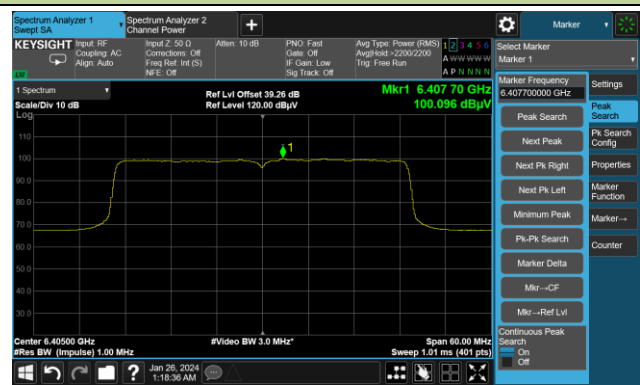 Spectrum Analyzer 1
Swept SA
Spectrum Analyzer 2
Channel Power
+
Marker
KEYSIGHT
Input: RF
Coupling: AC
Align: Auto
Input Z: 50 Ω
Corrections: Off
Freq Ref: Int (S)
NFE: Off
Atten: 10 dB
PNO: Fast
Gate: Off
IF Gain: Low
Sig Track: Off
Avg Type: Power (RMS)
Avg|Hold:>2200/2200
Trig: Free Run
1 2 3 4 5 6
A W W W W W
A P N N N N
LXI
Select Marker
Marker 1
1 Spectrum
Scale/Div 10 dB
Log
Ref Lvl Offset 39.26 dB
Ref Level 120.00 dBµV
Mkr1 6.407 70 GHz
100.096 dBµV
110
100
90.0
80.0
70.0
60.0
50.0
40.0
30.0
1
Center 6.40500 GHz
#Res BW (Impulse) 1.00 MHz
#Video BW 3.0 MHz*
Span 60.00 MHz
Sweep 1.01 ms (401 pts)
Marker Frequency
6.407700000 GHz
Peak Search
Next Peak
Next Pk Right
Next Pk Left
Minimum Peak
Pk-Pk Search
Marker Delta
Mkr→CF
Mkr→Ref Lvl
Continuous Peak
Search
On
Off
Settings
Peak
Search
Pk Search
Config
Properties
Marker
Function
Marker→
Counter
?
Jan 26, 2024
1:18:36 AM